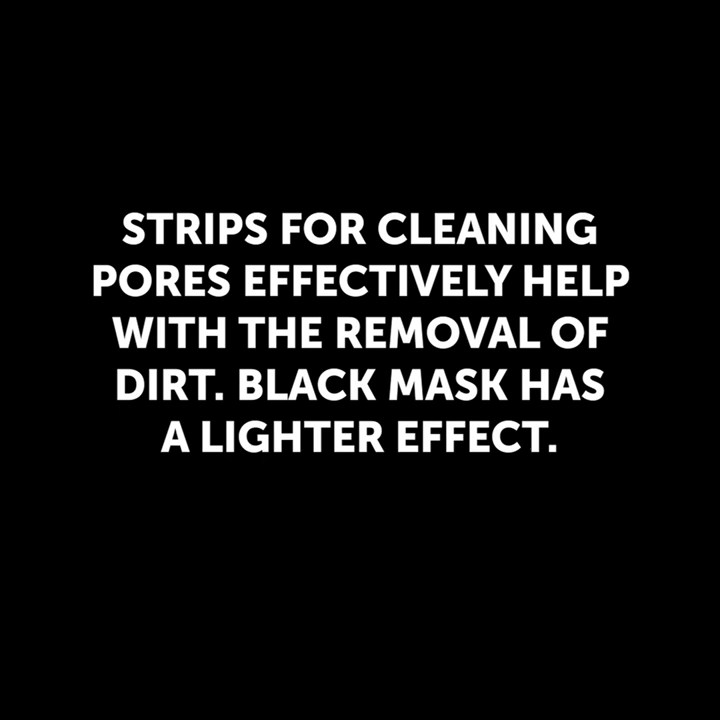 STRIPS FOR CLEANING
PORES EFFECTIVELY HELP
WITH THE REMOVAL OF
DIRT. BLACK MASK HAS
A LIGHTER EFFECT.